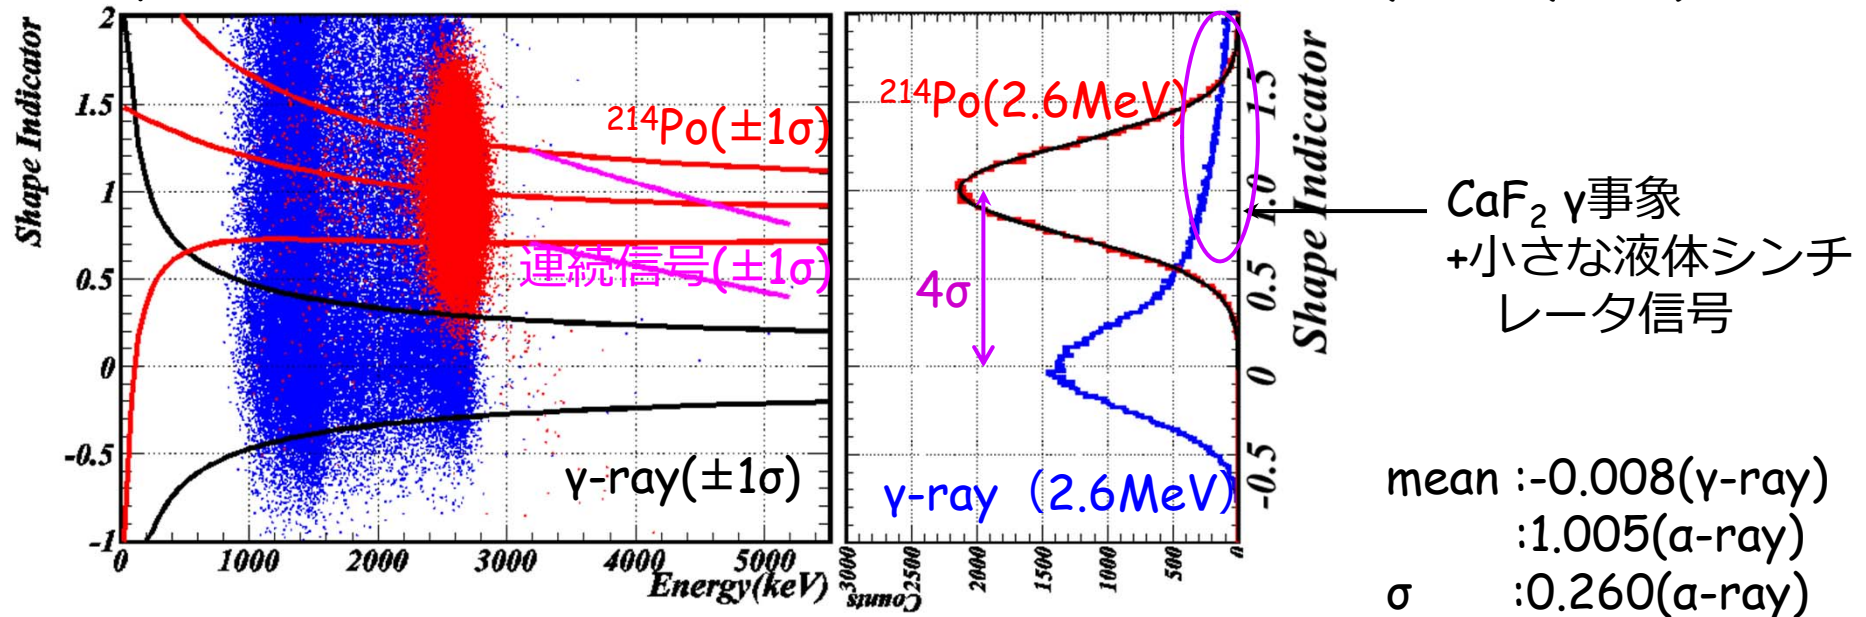 Shape Indicator
2
1.5
1
0.5
0
-0.5
-1
0
1000
2000
3000
4000
5000
Energy(keV)
²¹⁴Po(±1σ)
連続信号(±1σ)
γ-ray(±1σ)
²¹⁴Po(2.6MeV)
4σ
γ-ray（2.6MeV）
3000
2500
2000
1500
1000
500
0
Counts
1.5
1.0
0.5
0
-0.5
Shape Indicator
CaF₂ γ事象
+小さな液体シンチ
レータ信号
mean :-0.008(γ-ray)
:1.005(α-ray)
σ :0.260(α-ray)